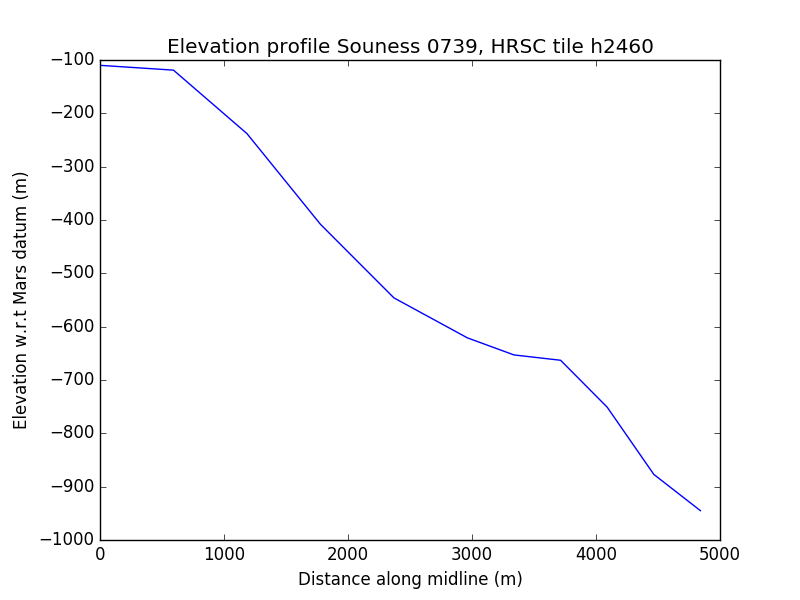 Elevation profile Souness 0739, HRSC tile h2460
−100
−200
−300
−400
−500
−600
−700
−800
−900
−1000
Elevation w.r.t Mars datum (m)
0 1000 2000 3000 4000 5000
Distance along midline (m)